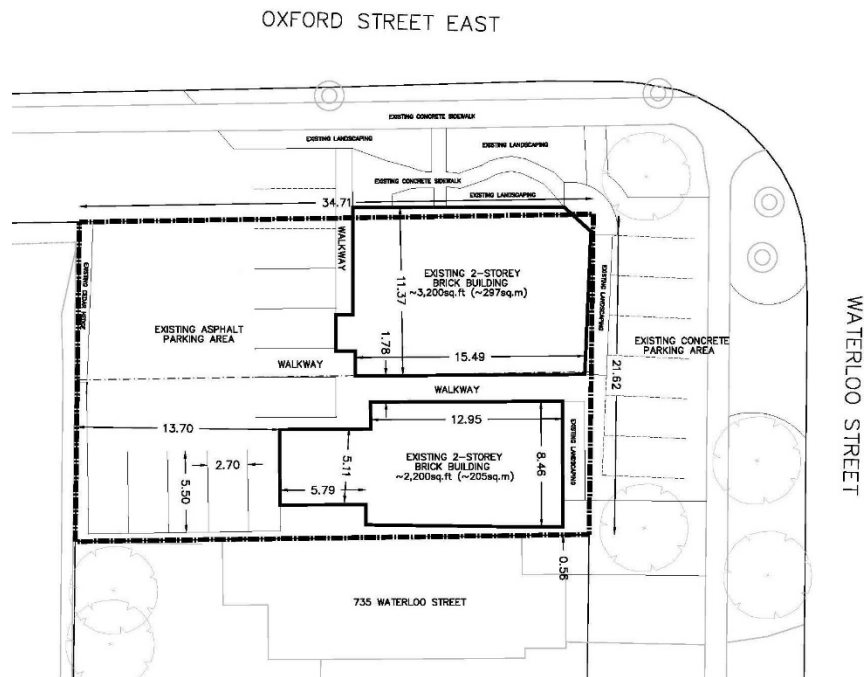 OXFORD STREET EAST
EXISTING CONCRETE SIDEWALK
EXISTING LANDSCAPING
EXISTING LANDSCAPING
EXISTING CONCRETE SIDEWALK
EXISTING LANDSCAPING
34.71
WALKWAY
11.37
EXISTING 2-STOREY
BRICK BUILDING
~3,200sq.ft (~297sq.m)
EXISTING CEDAR HEDGE
EXISTING LANDSCAPING
EXISTING ASPHALT
PARKING AREA
1.78
15.49
EXISTING CONCRETE
PARKING AREA
WALKWAY
WALKWAY
21.62
WATERLOO STREET
12.95
13.70
5.11
EXISTING 2-STOREY
BRICK BUILDING
~2,200sq.ft (~205sq.m)
8.46
EXISTING LANDSCAPING
2.70
5.50
5.79
0.56
735 WATERLOO STREET